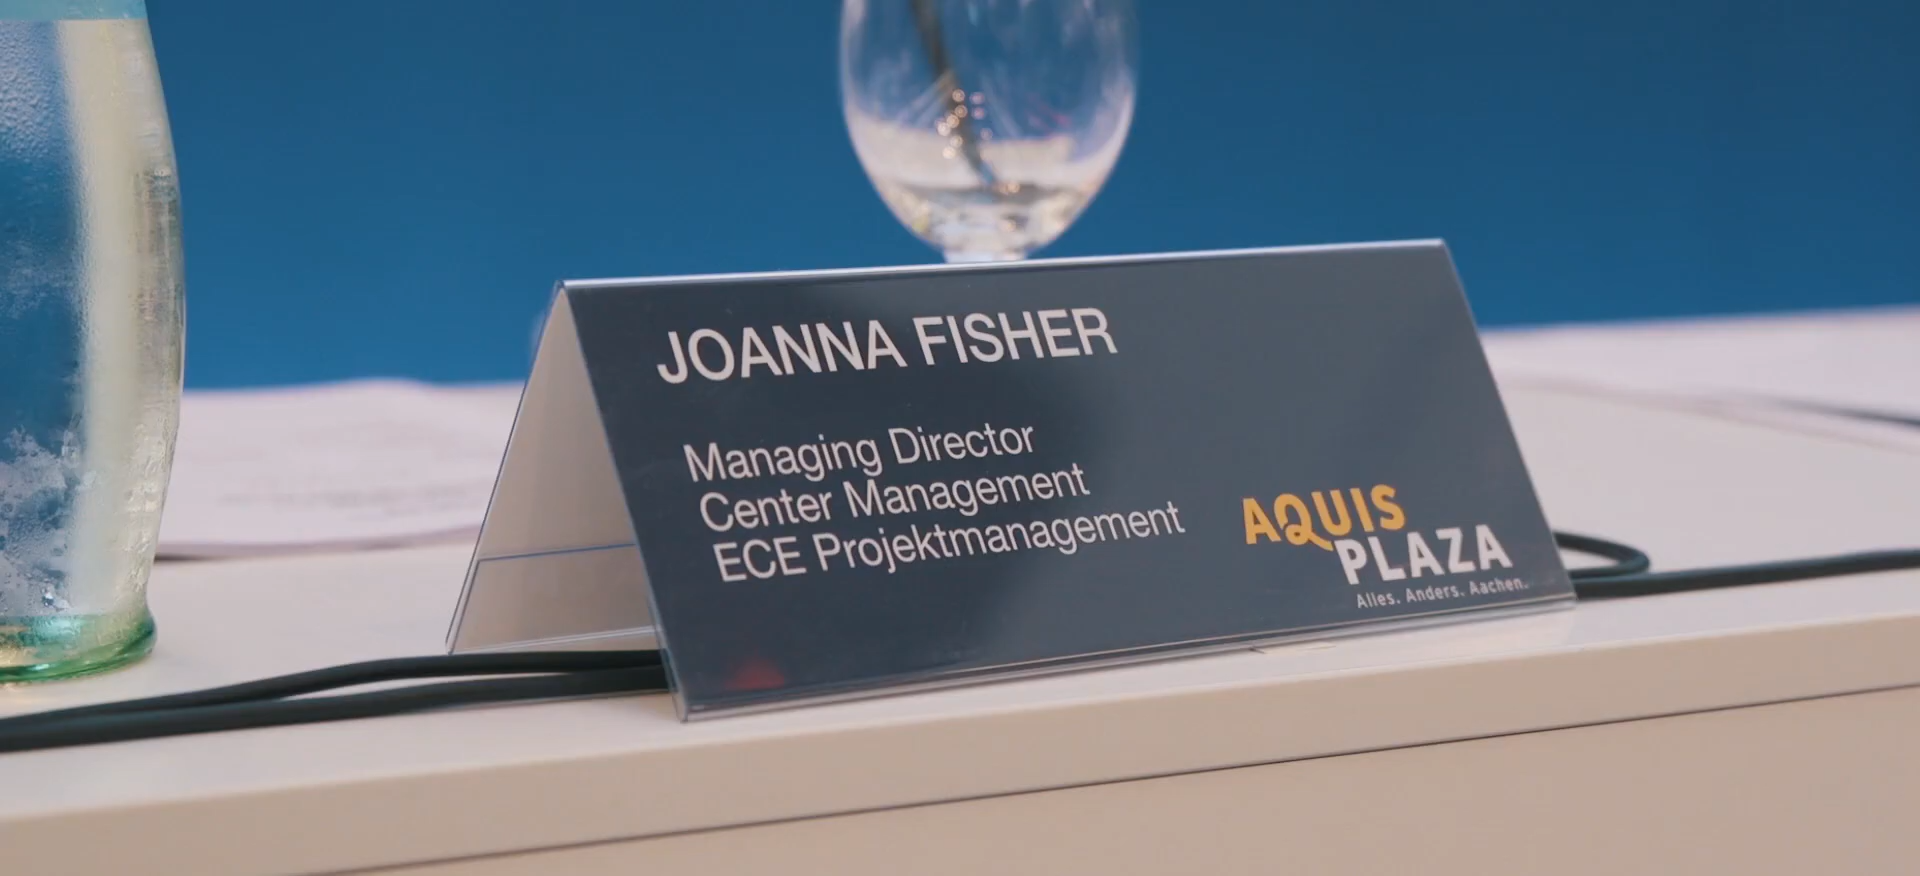 JOANNA FISHER
Managing Director
Center Management
ECE Projektmanagement
AQUIS
PLAZA
Alles. Anders. Aachen.